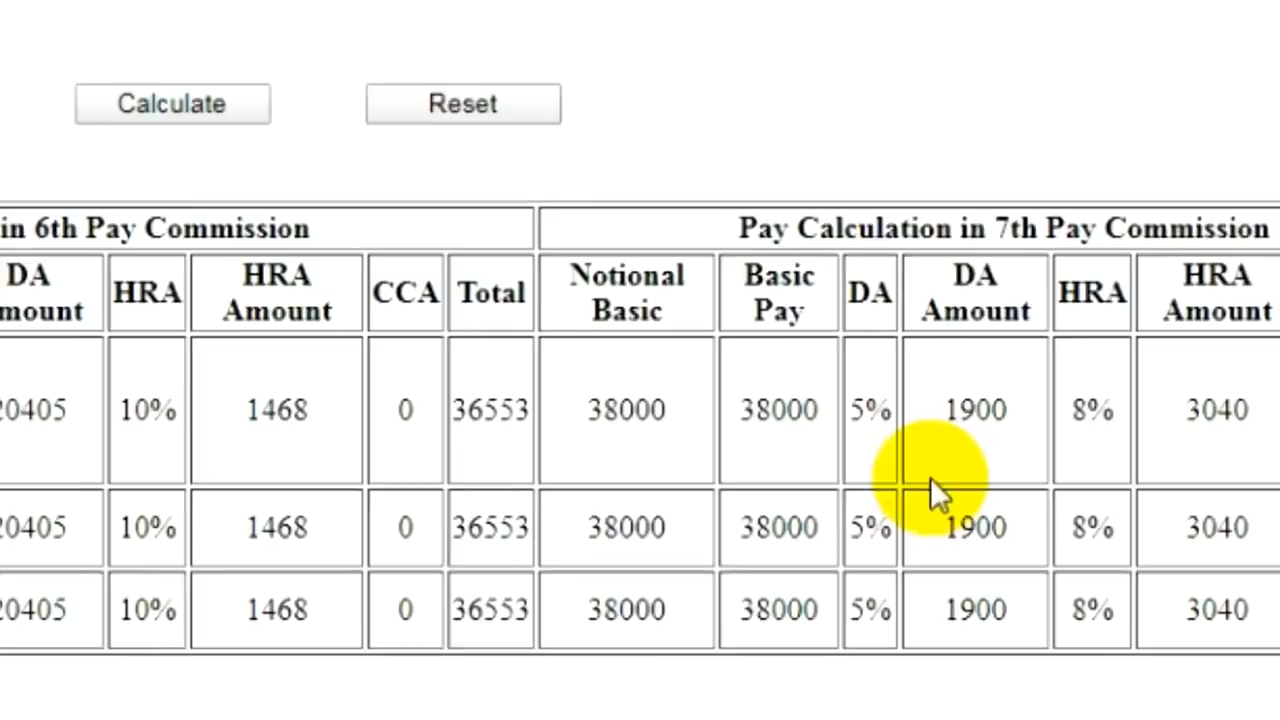 Calculate Reset
in 6th Pay Commission Pay Calculation in 7th Pay Commission
DA HRA HRA CCA Total Notional Basic DA DA HRA HRA
mount Amount Basic Pay Amount Amount
20405 10% 1468 0 36553 38000 38000 5% 1900 8% 3040
20405 10% 1468 0 36553 38000 38000 5% 1900 8% 3040
20405 10% 1468 0 36553 38000 38000 5% 1900 8% 3040